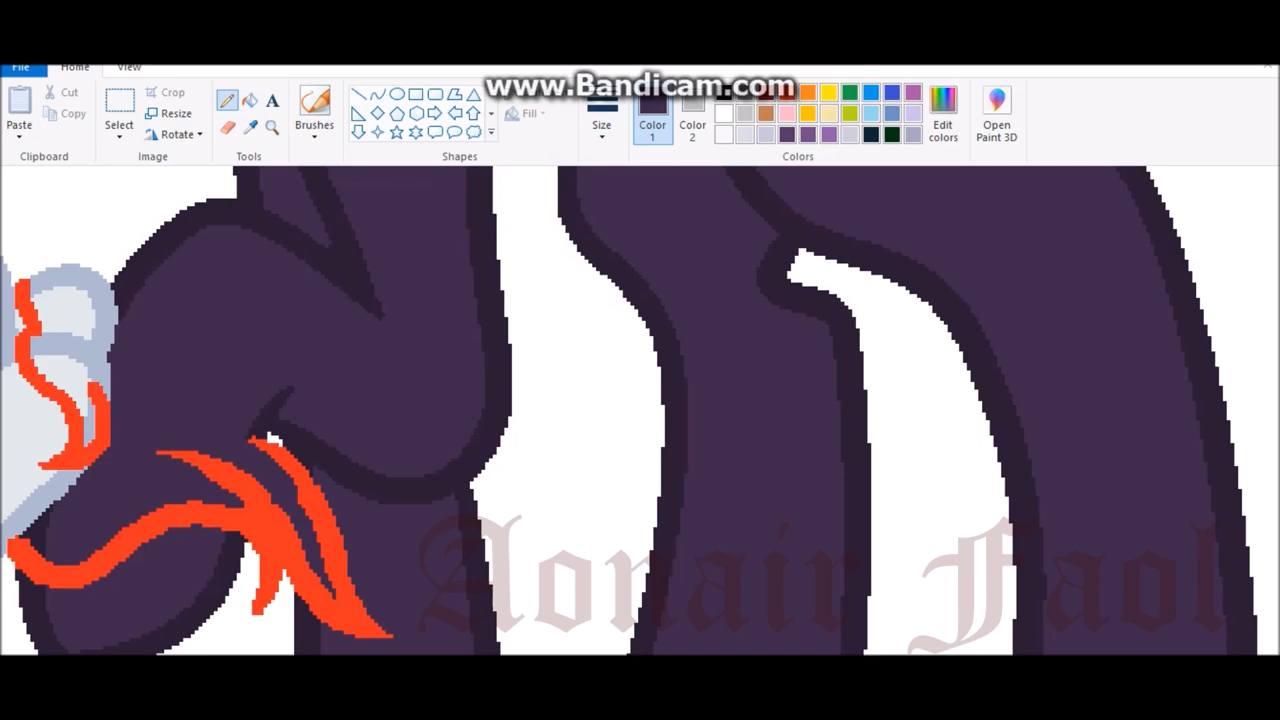 www.Bandicam.com
File Home View
Paste
Cut
Copy
Clipboard
Select
Crop
Resize
Rotate
Image
A
Tools
Brushes
Shapes
Fill
Size
Color 1
Color 2
Colors
Edit colors
Open Paint 3D
Aonair Faol